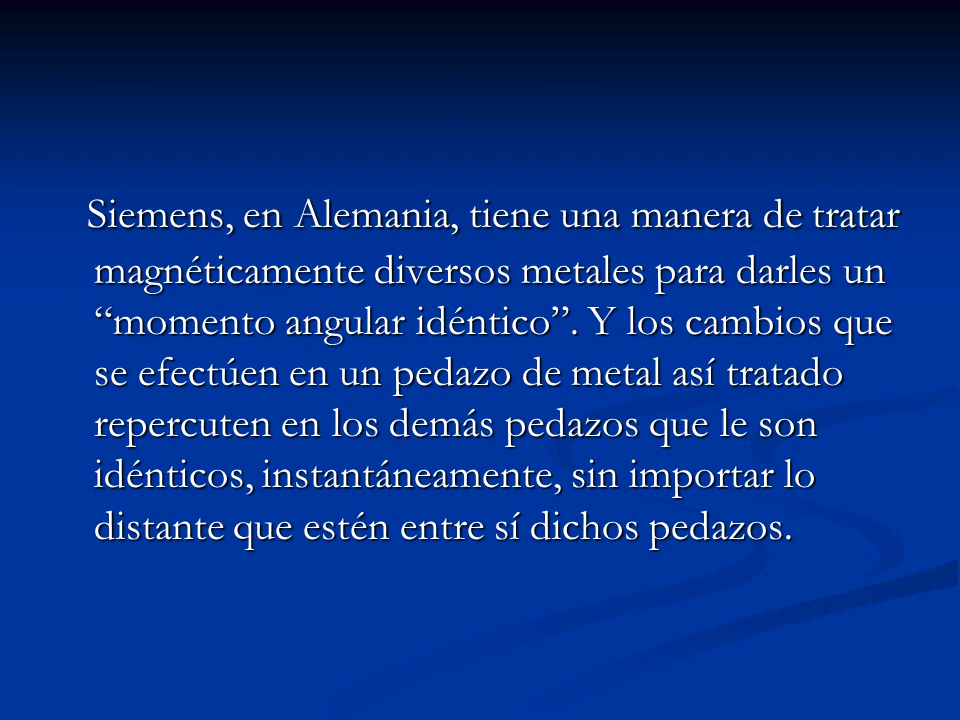 Siemens, en Alemania, tiene una manera de tratar
magnéticamente diversos metales para darles un
“momento angular idéntico”. Y los cambios que
se efectúen en un pedazo de metal así tratado
repercuten en los demás pedazos que le son
idénticos, instantáneamente, sin importar lo
distante que estén entre sí dichos pedazos.